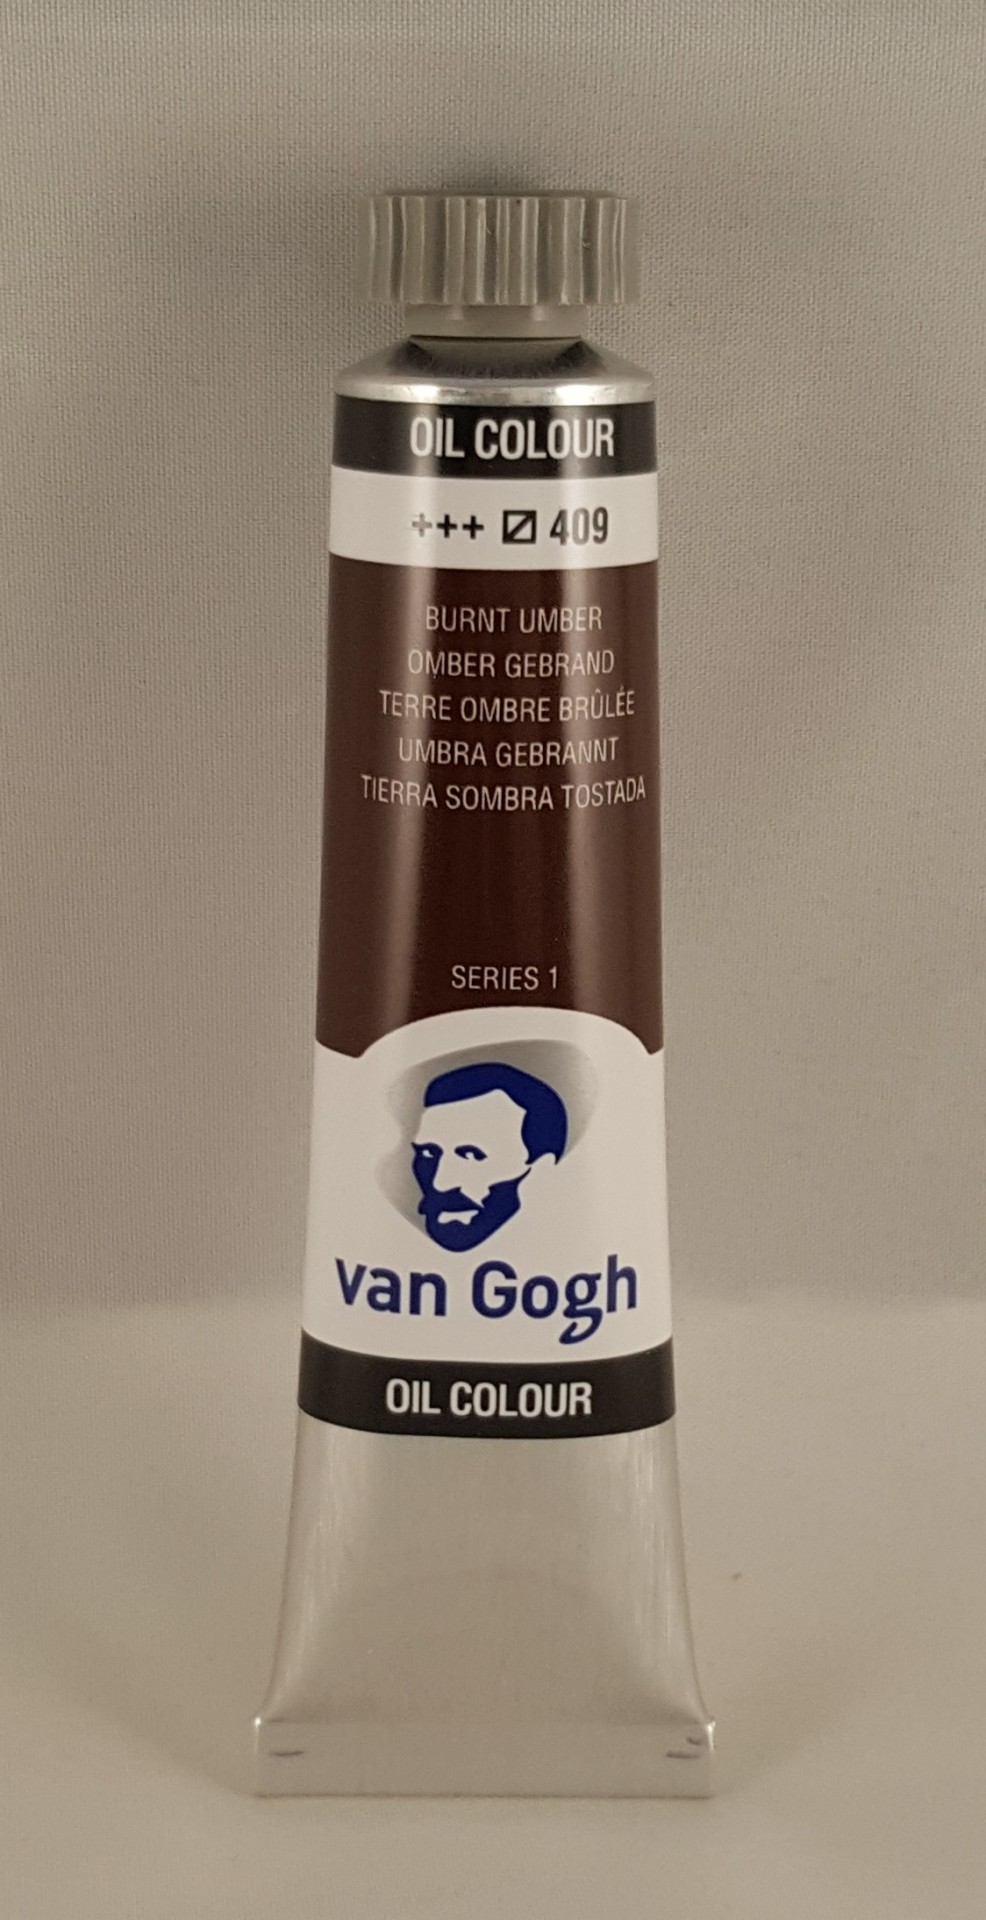 OIL COLOUR
+++ 409
BURNT UMBER
OMBER GEBRAND
TERRE OMBRE BRÛLÉE
UMBRA GEBRANNT
TIERRA SOMBRA TOSTADA
SERIES 1
van Gogh
OIL COLOUR